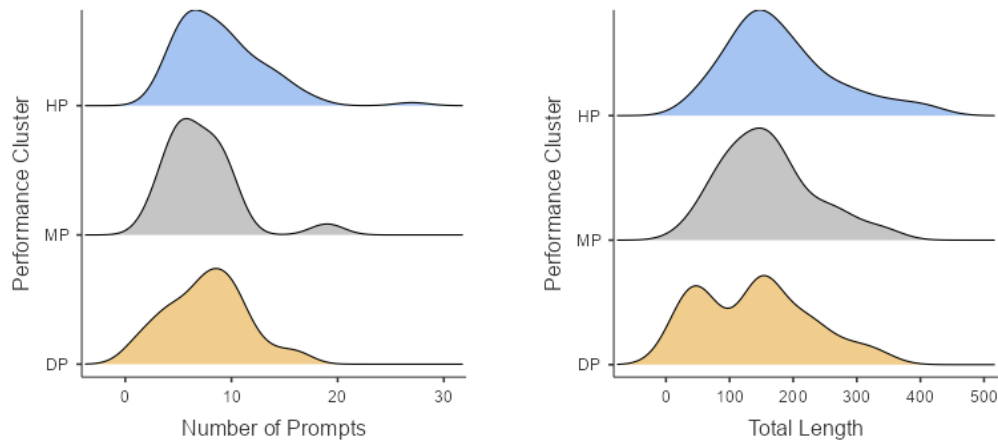 Performance Cluster
HP
MP
DP
0 10 20 30
Number of Prompts
Performance Cluster
HP
MP
DP
0 100 200 300 400 500
Total Length